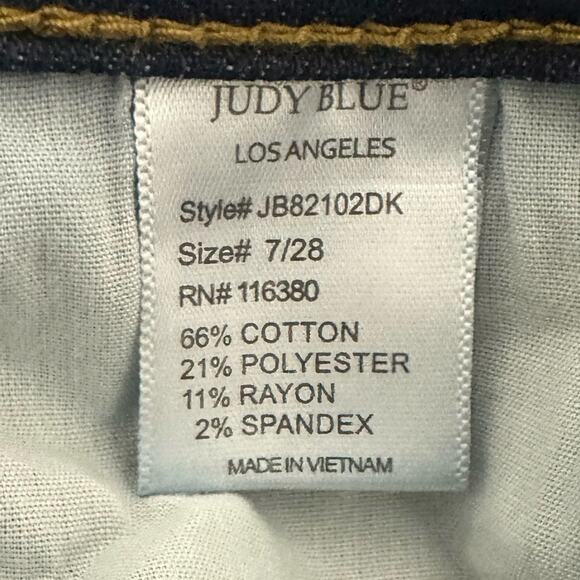 JUDY BLUE®
LOS ANGELES
Style# JB82102DK
Size# 7/28
RN# 116380
66% COTTON
21% POLYESTER
11% RAYON
2% SPANDEX
MADE IN VIETNAM